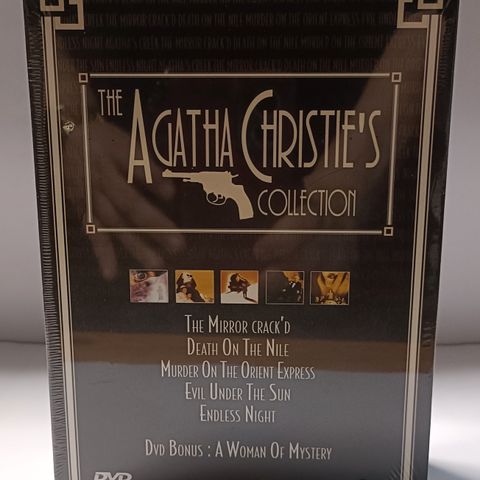 THE
AGATHA CHRISTIE'S
COLLECTION
THE MIRROR CRACK'D
DEATH ON THE NILE
MURDER ON THE ORIENT EXPRESS
EVIL UNDER THE SUN
ENDLESS NIGHT
DVD BONUS : A WOMAN OF MYSTERY
DVD